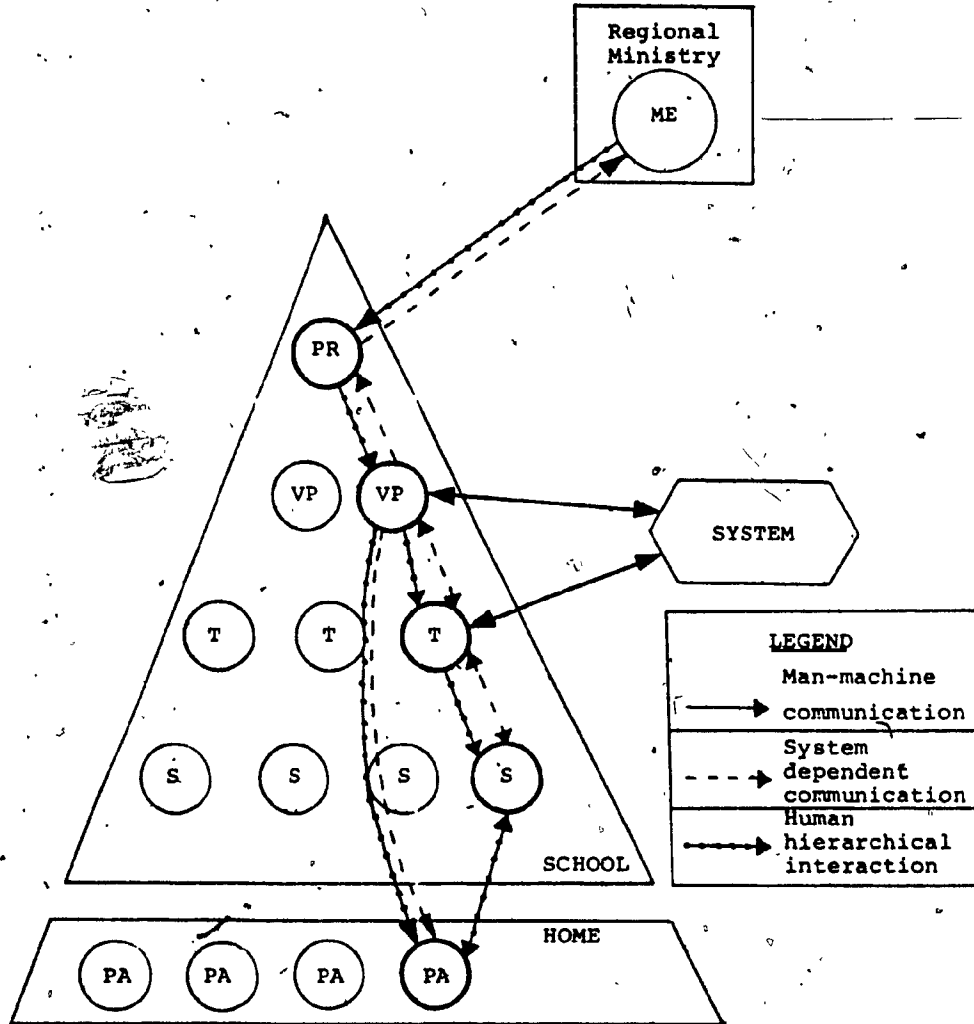 Regional
Ministry
ME
PR
VP VP
SYSTEM
T T T
LEGEND
Man-machine
communication
System
dependent
communication
Human
hierarchical
interaction
S S S S
SCHOOL
HOME
PA PA PA PA